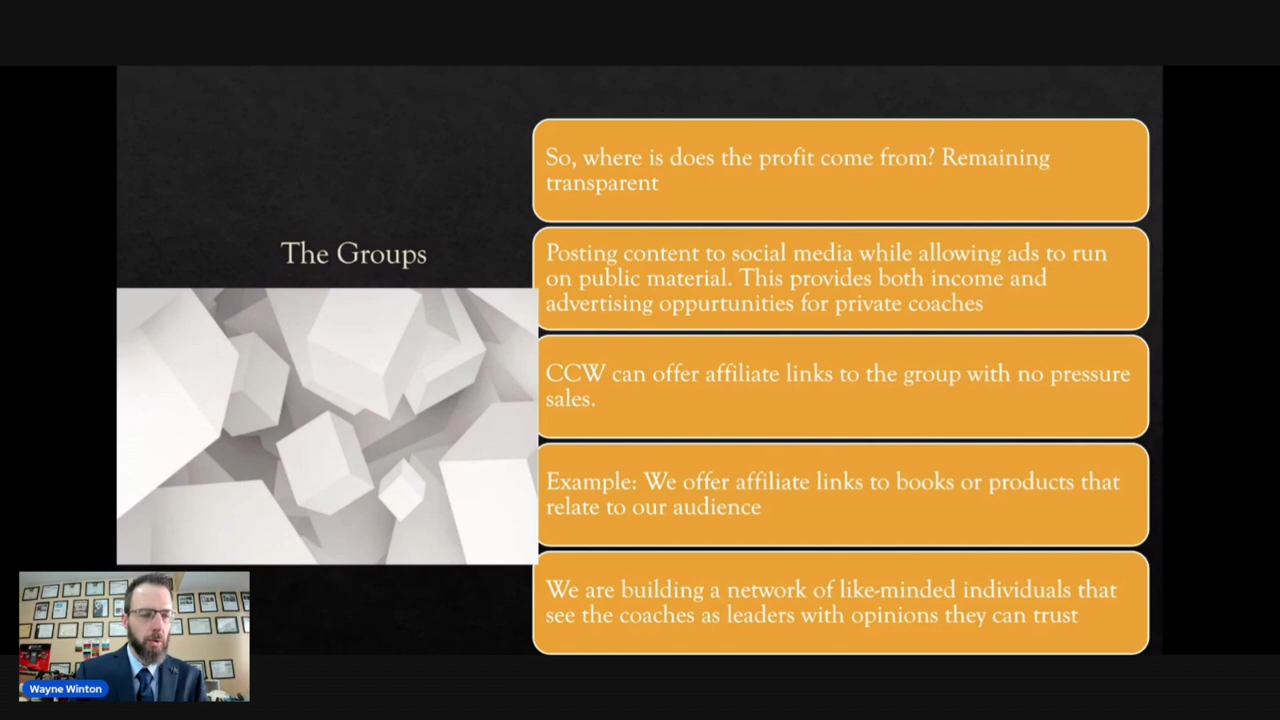 The Groups
So, where is does the profit come from? Remaining
transparent
Posting content to social media while allowing ads to run
on public material. This provides both income and
advertising oppurtunities for private coaches
CCW can offer affiliate links to the group with no pressure
sales.
Example: We offer affiliate links to books or products that
relate to our audience
We are building a network of like-minded individuals that
see the coaches as leaders with opinions they can trust
Wayne Winton